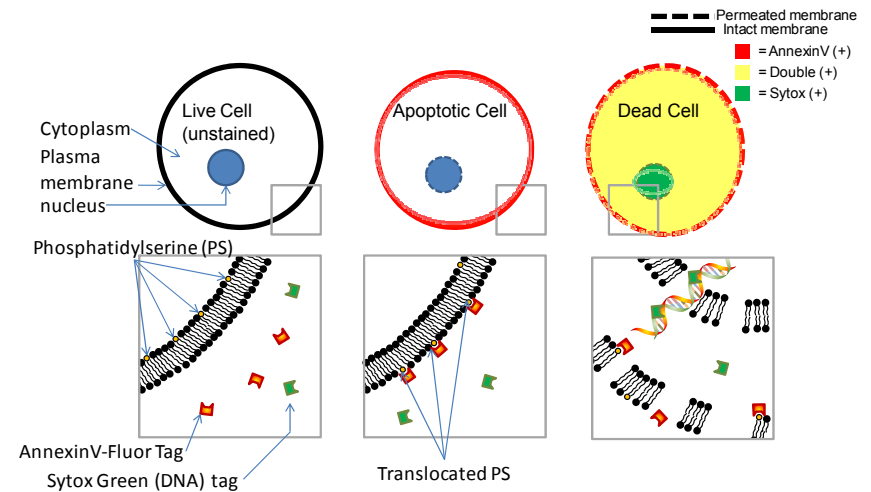 Permeated membrane
Intact membrane
= AnnexinV (+)
= Double (+)
= Sytox (+)
Live Cell
(unstained)
Apoptotic Cell
Dead Cell
Cytoplasm
Plasma
membrane
nucleus
Phosphatidylserine (PS)
AnnexinV-Fluor Tag
Sytox Green (DNA) tag
Translocated PS